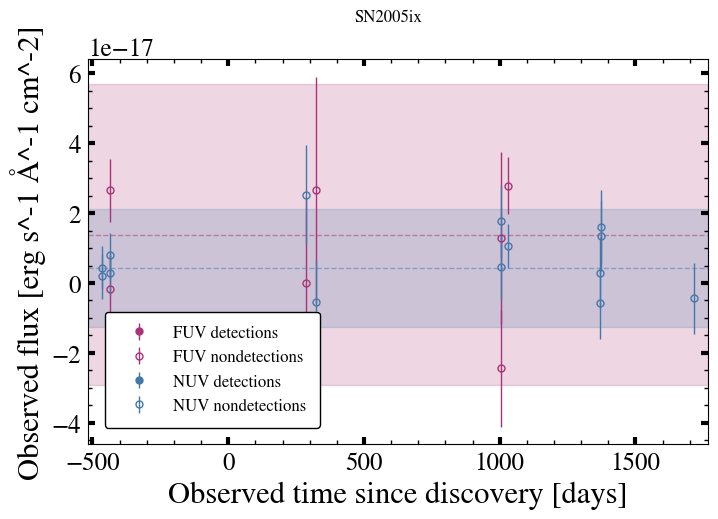 SN2005ix
1e−17
Observed flux [erg s^-1 Å^-1 cm^-2]
6
4
2
0
−2
−4
FUV detections
FUV nondetections
NUV detections
NUV nondetections
−500 0 500 1000 1500
Observed time since discovery [days]